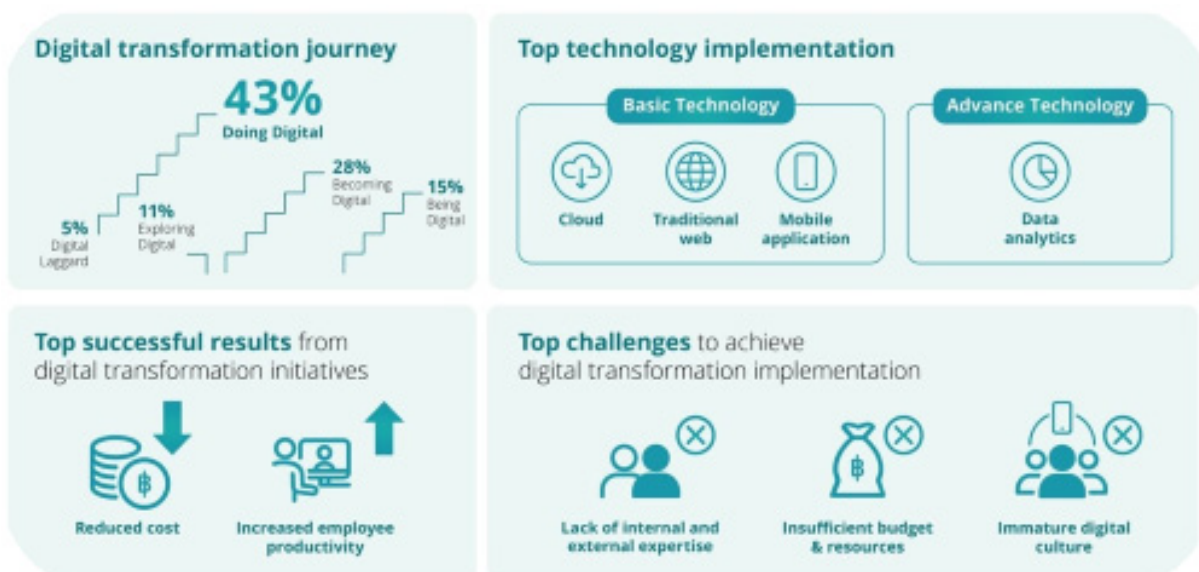 Digital transformation journey
43%
Doing Digital
5%
Digital
Laggard
11%
Exploring
Digital
28%
Becoming
Digital
15%
Being
Digital
Top technology implementation
Basic Technology
Cloud
Traditional
web
Mobile
application
Advance Technology
Data
analytics
Top successful results from
digital transformation initiatives
฿
Reduced cost
Increased employee
productivity
Top challenges to achieve
digital transformation implementation
Lack of internal and
external expertise
฿
Insufficient budget
& resources
Immature digital
culture